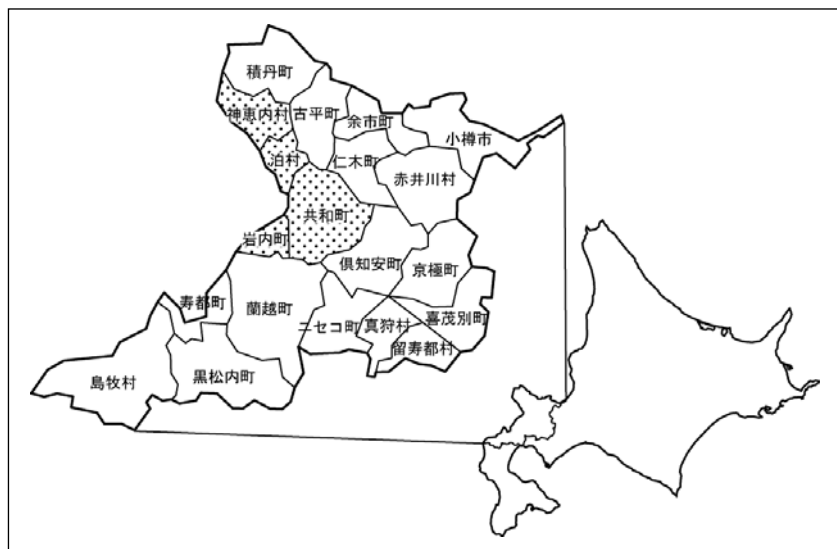 積丹町
神恵内村
古平町
余市町
小樽市
泊村
仁木町
赤井川村
共和町
岩内町
倶知安町
京極町
寿都町
蘭越町
ニセコ町
真狩村
喜茂別町
留寿都村
島牧村
黒松内町